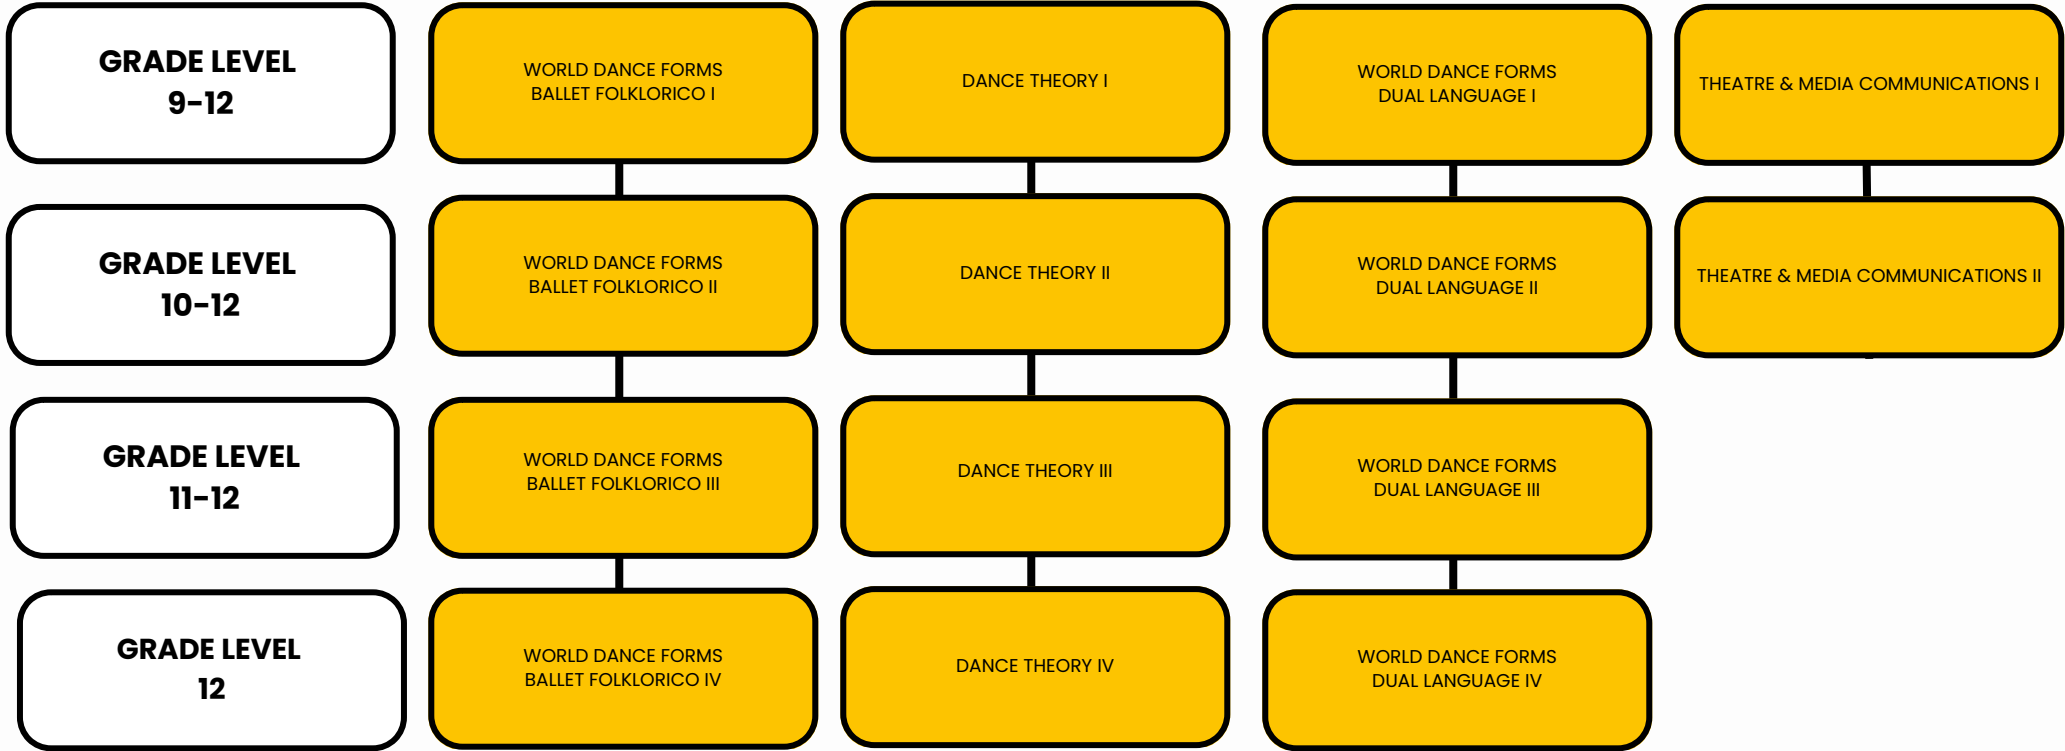 GRADE LEVEL
9-12
WORLD DANCE FORMS
BALLET FOLKLORICO I
DANCE THEORY I
WORLD DANCE FORMS
DUAL LANGUAGE I
THEATRE & MEDIA COMMUNICATIONS I
GRADE LEVEL
10-12
WORLD DANCE FORMS
BALLET FOLKLORICO II
DANCE THEORY II
WORLD DANCE FORMS
DUAL LANGUAGE II
THEATRE & MEDIA COMMUNICATIONS II
GRADE LEVEL
11-12
WORLD DANCE FORMS
BALLET FOLKLORICO III
DANCE THEORY III
WORLD DANCE FORMS
DUAL LANGUAGE III
GRADE LEVEL
12
WORLD DANCE FORMS
BALLET FOLKLORICO IV
DANCE THEORY IV
WORLD DANCE FORMS
DUAL LANGUAGE IV